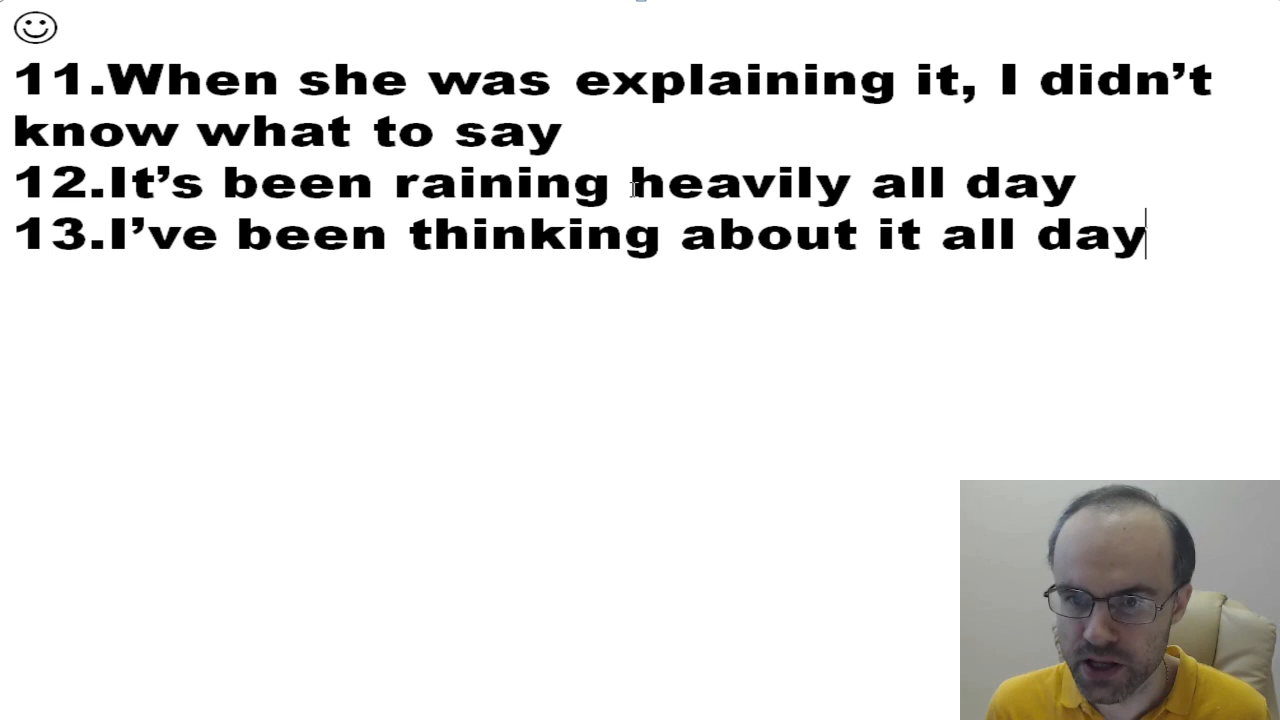 11.When she was explaining it, I didn’t
know what to say
12.It’s been raining heavily all day
13.I’ve been thinking about it all day